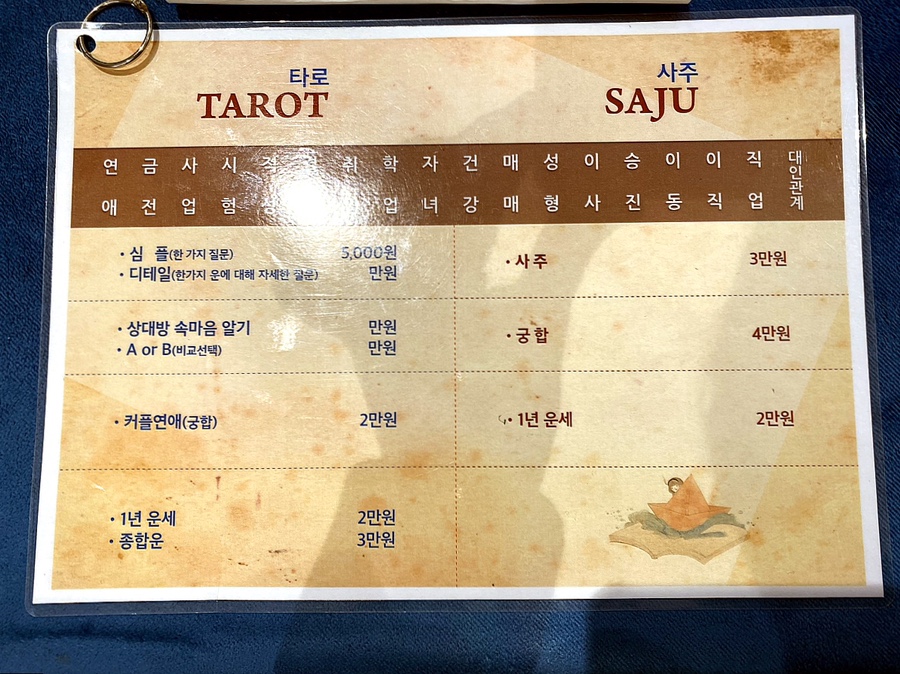 타로
TAROT
사주
SAJU
연애 금전 사업 시험 적성 취업 학업 자녀 건강 매매 성형 이사 승진 이동 이직 직업 대인관계
• 심 플(한 가지 질문) 5,000원
• 디테일(한가지 운에 대해 자세한 질문) 만원
• 상대방 속마음 알기 만원
• A or B(비교선택) 만원
• 커플연애(궁합) 2만원
• 1년 운세 2만원
• 종합운 3만원
• 사 주 3만원
• 궁 합 4만원
• 1년 운세 2만원